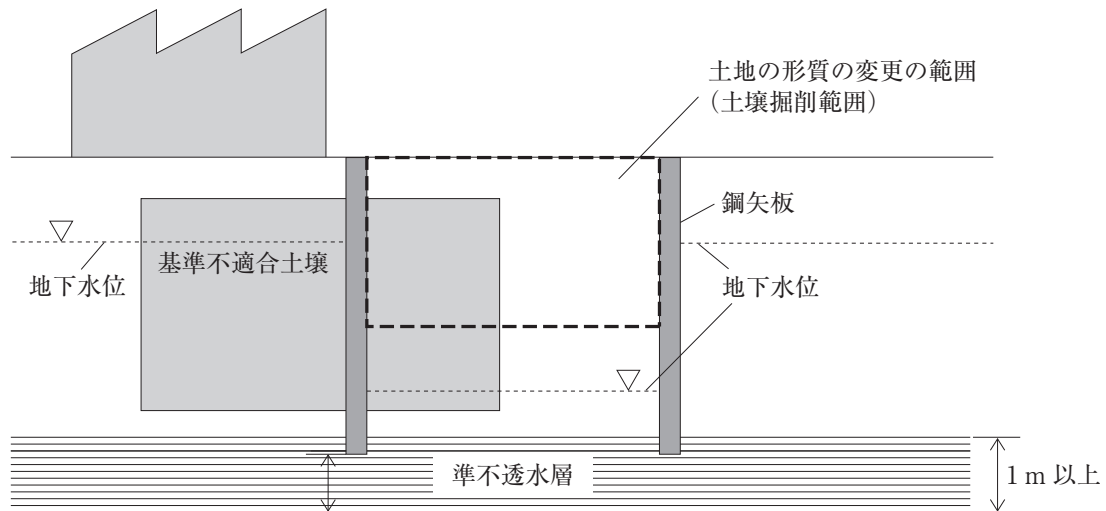 土地の形質の変更の範囲
（土壌掘削範囲）
鋼矢板
基準不適合土壌
地下水位
地下水位
準不透水層
1 m 以上